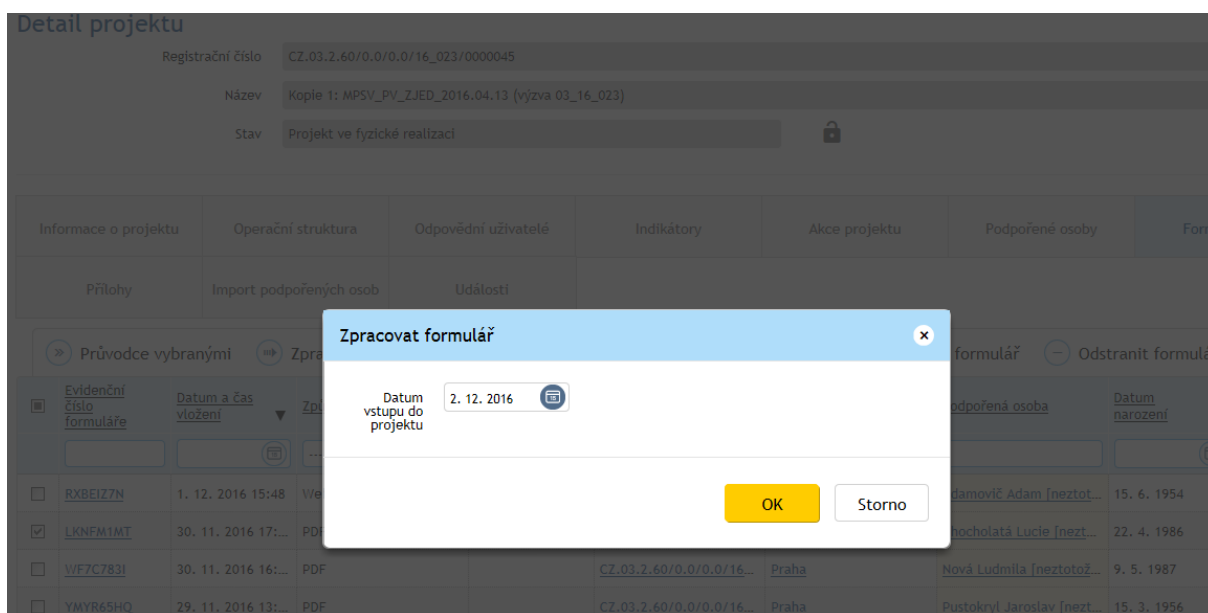 Detail projektu
Registrační číslo CZ.03.2.60/0.0/0.0/16_023/0000045
Název Kopie 1: MPSV_PV_ZJED_2016.04.13 (výzva 03_16_023)
Stav Projekt ve fyzické realizaci
Informace o projektu Operační struktura Odpovědní uživatelé Indikátory Akce projektu Podpořené osoby For
Přílohy Import podpořených osob Události
Zpracovat formulář
Průvodce vybranými Zpra formulář Odstranit formulá
Evidenční číslo formuláře Datum a čas vložení Způ odpořená osoba Datum narození
Datum vstupu do projektu 2. 12. 2016
---
RXBEIZ7N 1. 12. 2016 15:48 We damovič Adam [neztot... 15. 6. 1954
OK Storno
LKNFM1MT 30. 11. 2016 17:... PDF hocholatá Lucie [nezt... 22. 4. 1986
WF7C783I 30. 11. 2016 16:... PDF CZ.03.2.60/0.0/0.0/16... Praha Nová Ludmila [neztotož... 9. 5. 1987
YMYR65HQ 29. 11. 2016 13:... PDF CZ.03.2.60/0.0/0.0/16... Praha Pustokryl Jaroslav [nezt... 15. 3. 1956